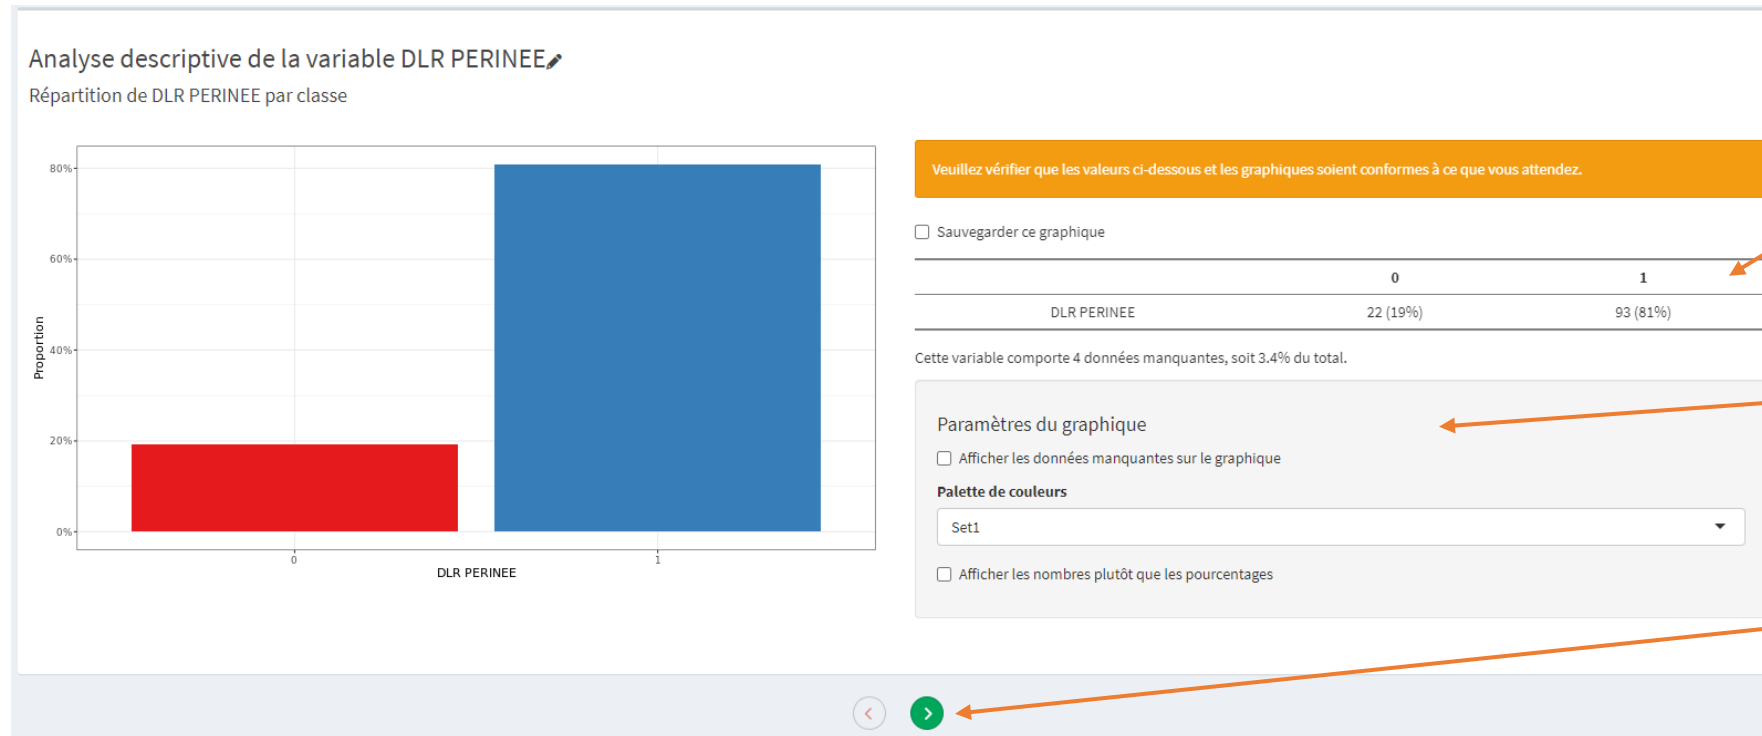 Analyse descriptive de la variable DLR PERINEE
Répartition de DLR PERINEE par classe
80%
60%
40%
20%
0%
Proportion
0
1
DLR PERINEE
Veuillez vérifier que les valeurs ci-dessous et les graphiques soient conformes à ce que vous attendez.
Sauvegarder ce graphique
0 1
DLR PERINEE 22 (19%) 93 (81%)
Cette variable comporte 4 données manquantes, soit 3.4% du total.
Paramètres du graphique
Afficher les données manquantes sur le graphique
Palette de couleurs
Set1
Afficher les nombres plutôt que les pourcentages